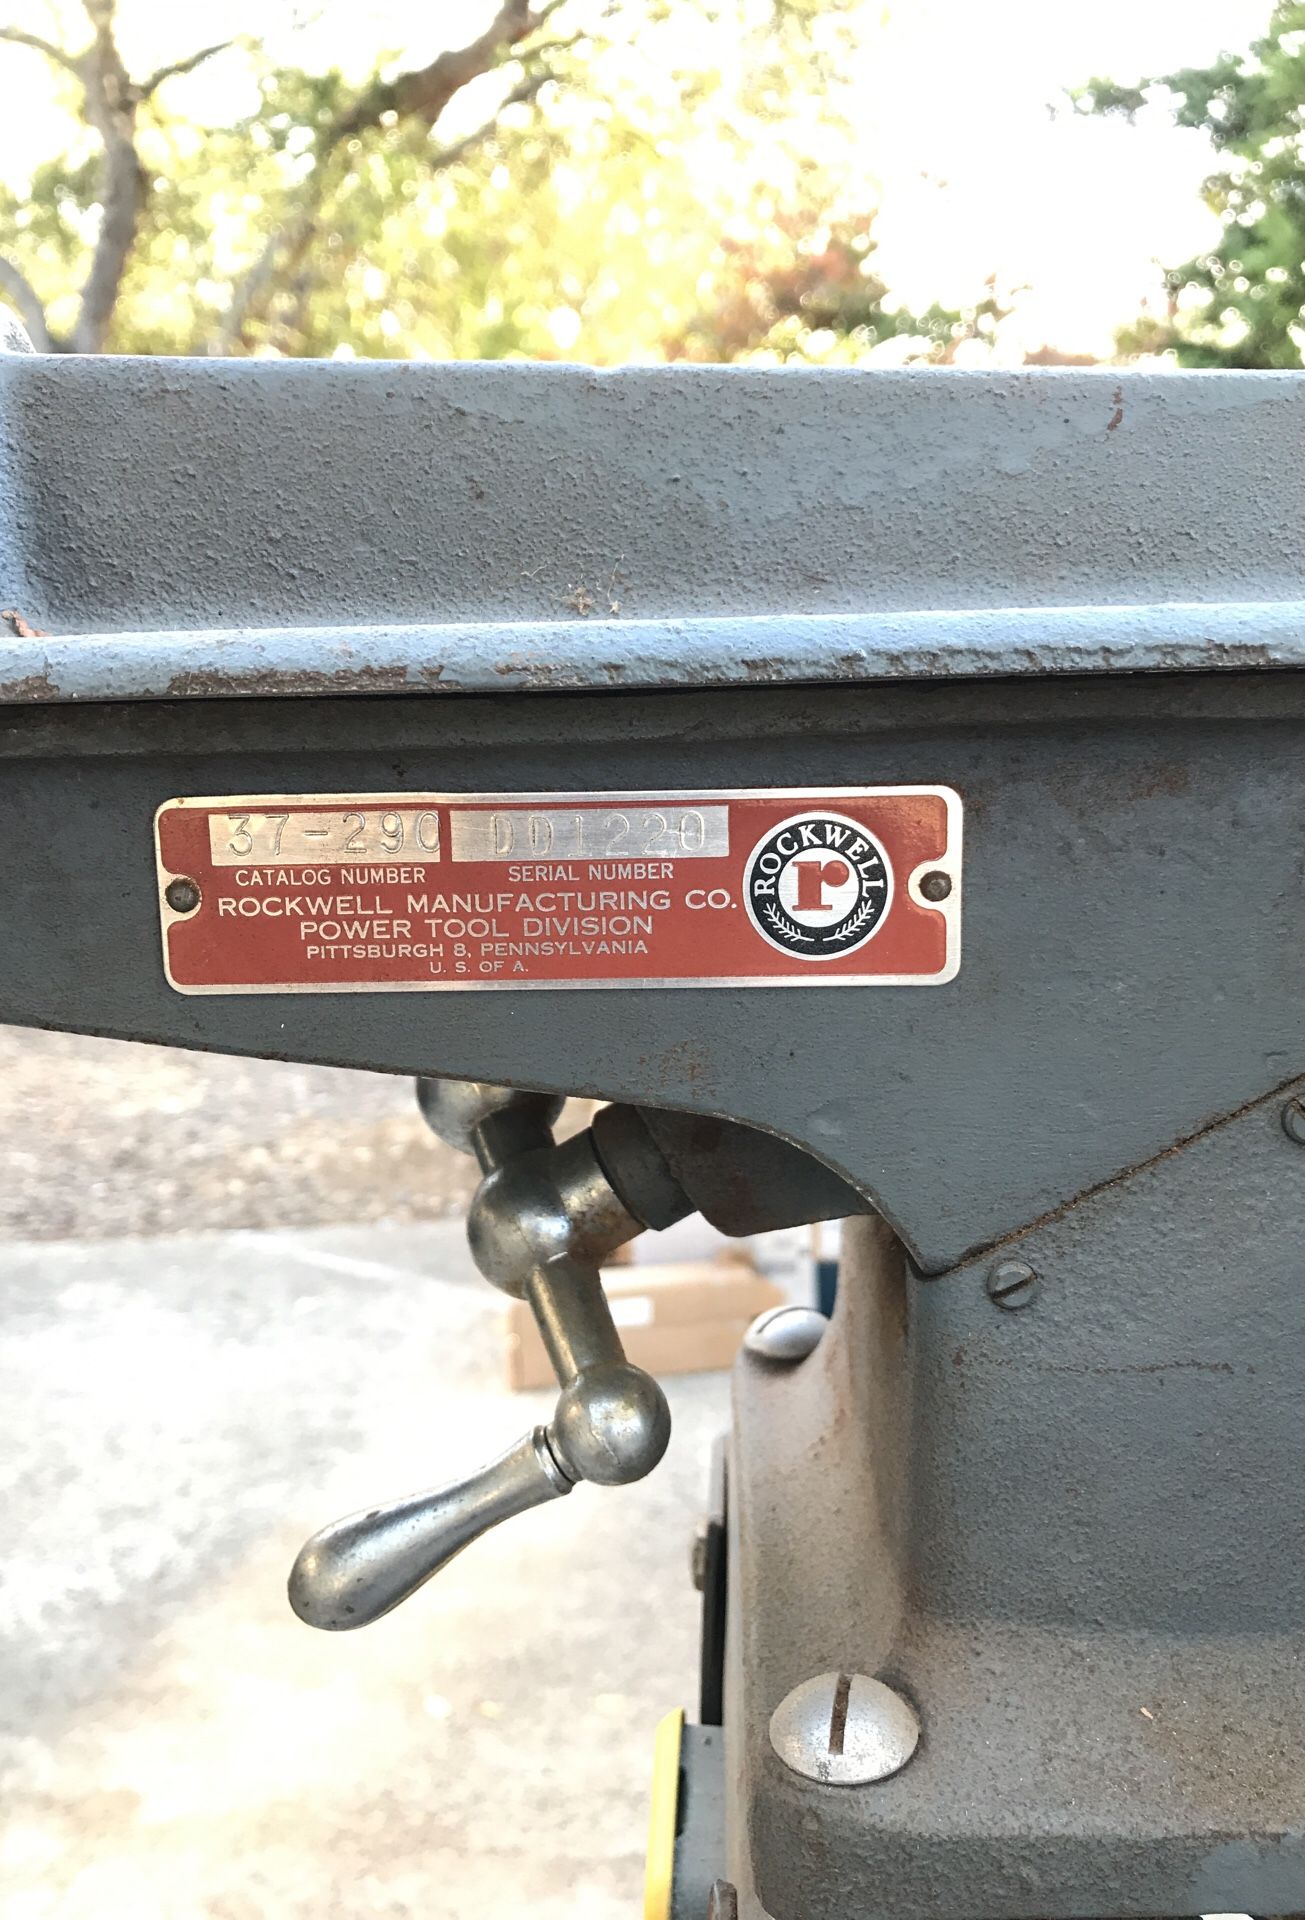 37-290 DD1220
CATALOG NUMBER SERIAL NUMBER
ROCKWELL MANUFACTURING CO.
POWER TOOL DIVISION
PITTSBURGH 8, PENNSYLVANIA
U. S. OF A.
ROCKWELL
r